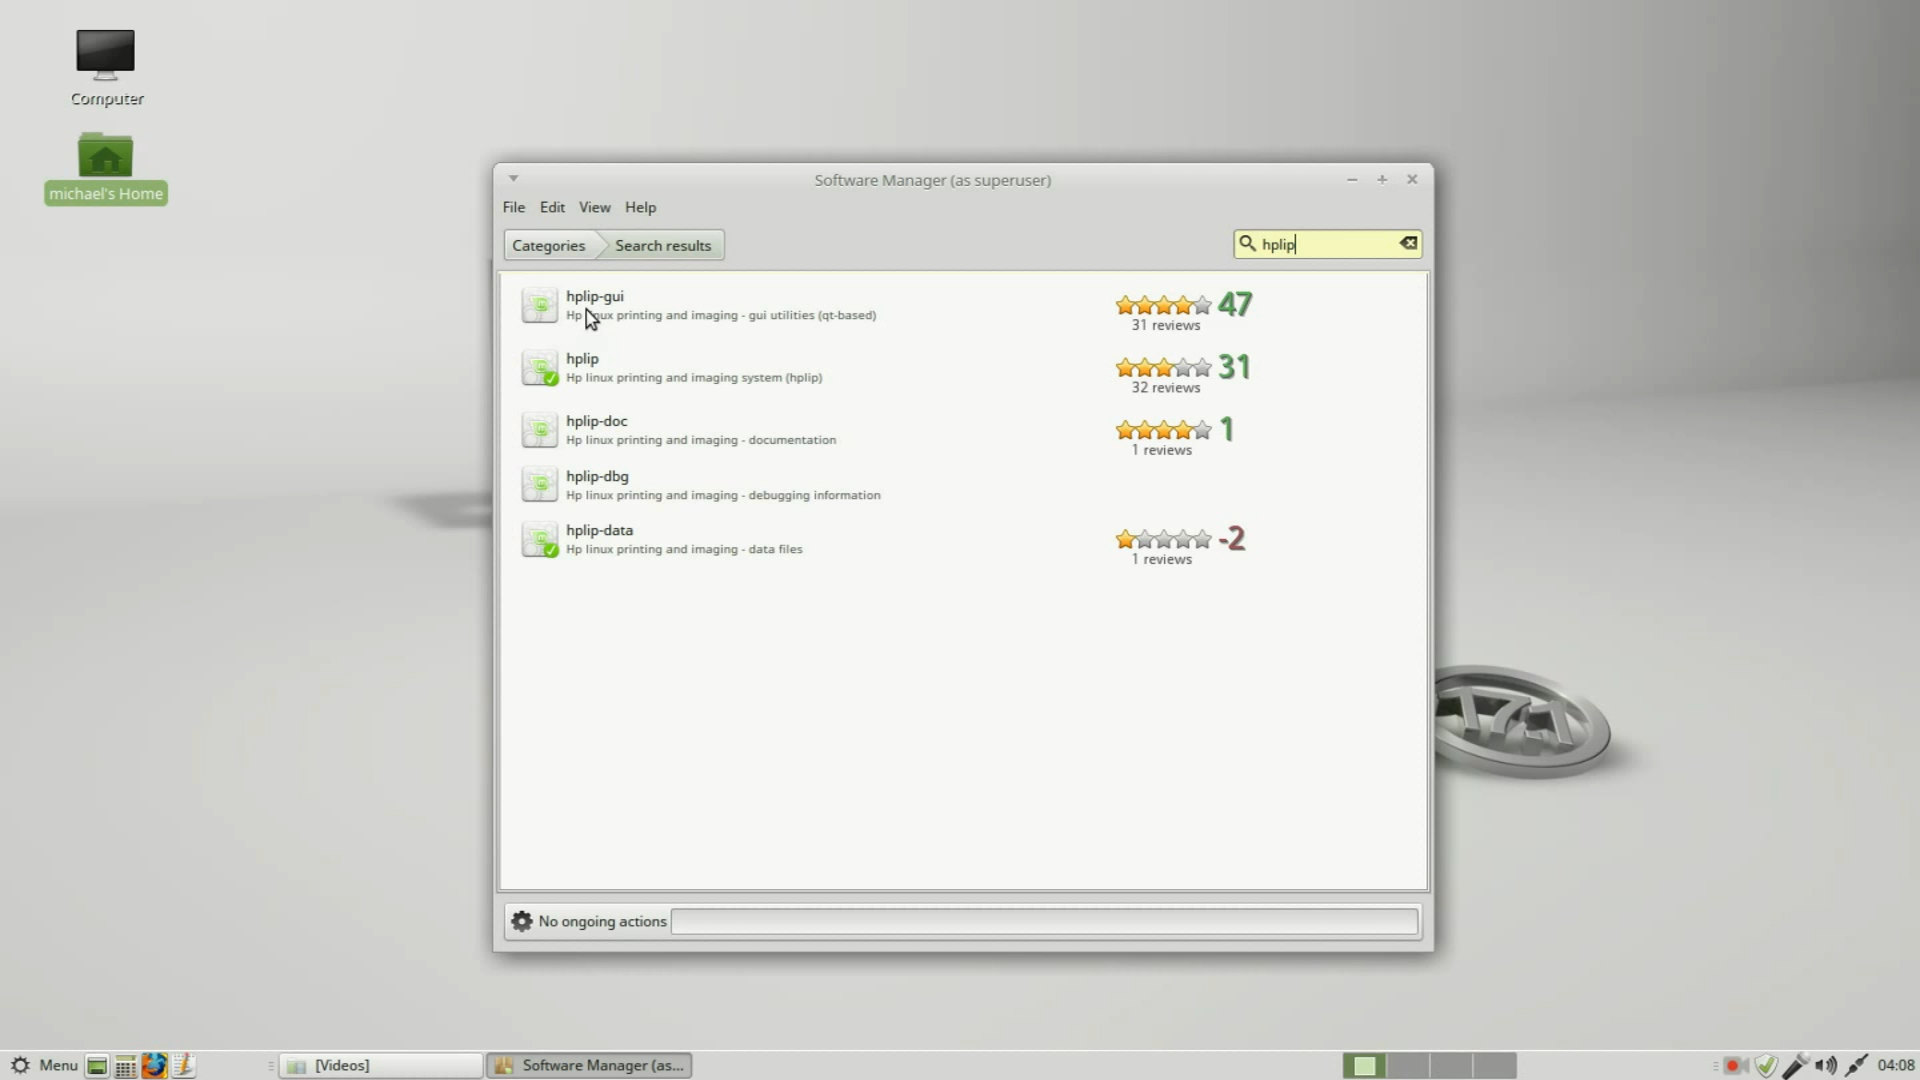 Computer
michael's Home
Software Manager (as superuser)
File Edit View Help
Categories Search results
hplip
hplip-gui
Hp linux printing and imaging - gui utilities (qt-based)
47
31 reviews
hplip
Hp linux printing and imaging system (hplip)
31
32 reviews
hplip-doc
Hp linux printing and imaging - documentation
1
1 reviews
hplip-dbg
Hp linux printing and imaging - debugging information
hplip-data
Hp linux printing and imaging - data files
-2
1 reviews
17.1
No ongoing actions
Menu [Videos] Software Manager (as... 04:08